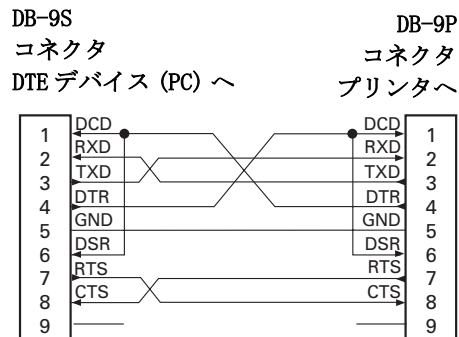 DB-9S
コネクタ
DTE デバイス (PC) へ
DB-9P
コネクタ
プリンタへ
1 DCD DCD 1
2 RXD RXD 2
3 TXD TXD 3
4 DTR DTR 4
5 GND GND 5
6 DSR DSR 6
7 RTS RTS 7
8 CTS CTS 8
9 9